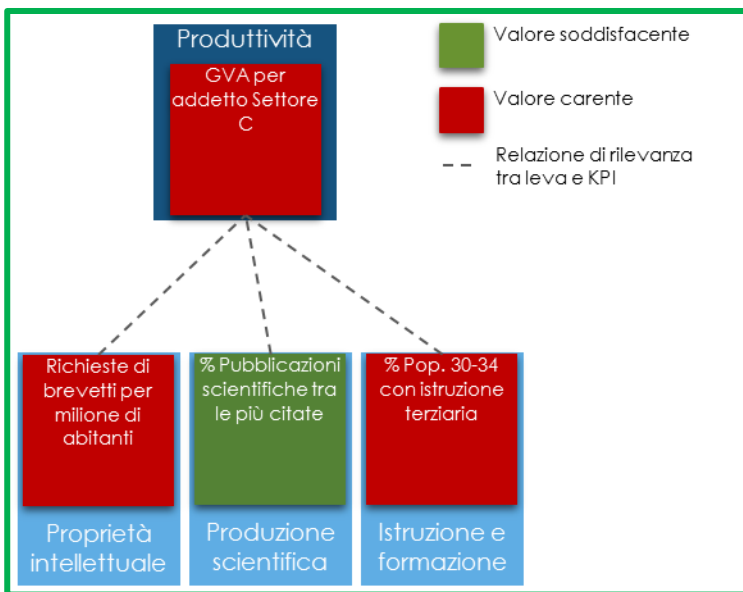 Produttività
GVA per
addetto Settore
C
Valore soddisfacente
Valore carente
Relazione di rilevanza
tra leva e KPI
Richieste di
brevetti per
milione di
abitanti
Proprietà
intellettuale
% Pubblicazioni
scientifiche tra
le più citate
Produzione
scientifica
% Pop. 30-34
con istruzione
terziaria
Istruzione e
formazione